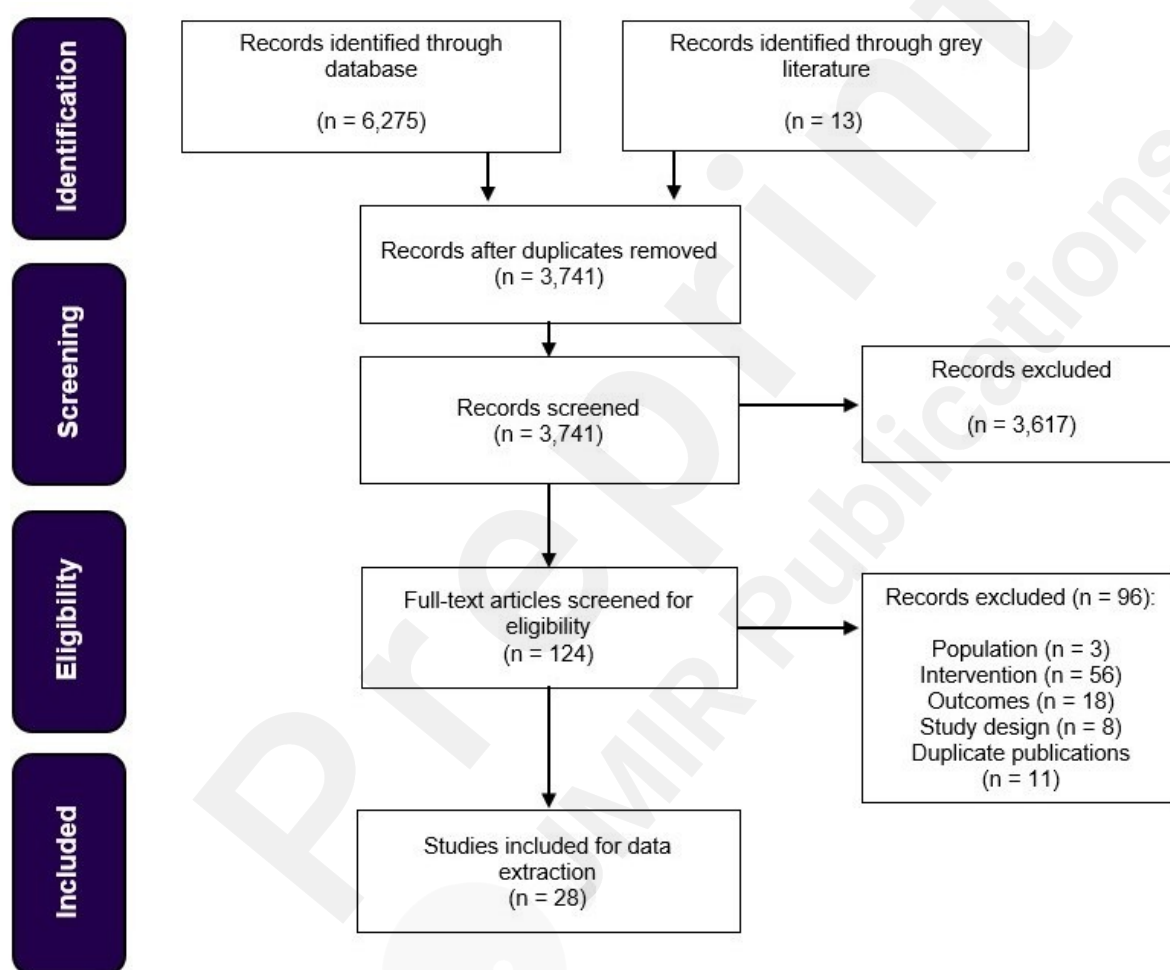 Identification
Records identified through
database
(n = 6,275)
Records identified through grey
literature
(n = 13)
Records after duplicates removed
(n = 3,741)
Screening
Records screened
(n = 3,741)
Records excluded
(n = 3,617)
Eligibility
Full-text articles screened for
eligibility
(n = 124)
Records excluded (n = 96):
Population (n = 3)
Intervention (n = 56)
Outcomes (n = 18)
Study design (n = 8)
Duplicate publications
(n = 11)
Included
Studies included for data
extraction
(n = 28)
Preprint
JMIR Publications